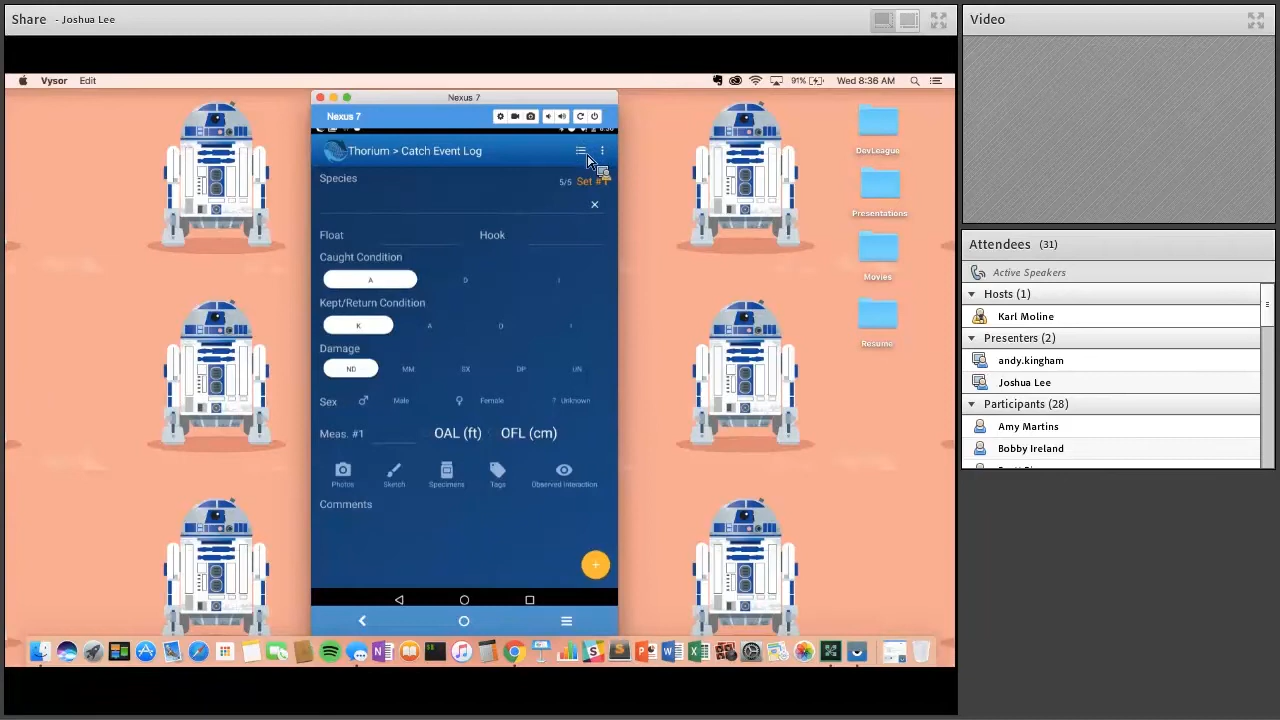 Share - Joshua Lee
Video
Vysor Edit
91% Wed 8:36 AM
Nexus 7
Nexus 7
Thorium > Catch Event Log
Species
5/5 Set #1
Float Hook
Caught Condition
A D I
Kept/Return Condition
K A D I
Damage
ND MM SX DP UN
Sex Male Female ? Unknown
Meas. #1 OAL (ft) OFL (cm)
Photos Sketch Specimens Tags Observed Interaction
Comments
+
DevLeague
Presentations
Movies
Resume
Attendees (31)
Active Speakers
Hosts (1)
Karl Moline
Presenters (2)
andy.kingham
Joshua Lee
Participants (28)
Amy Martins
Bobby Ireland